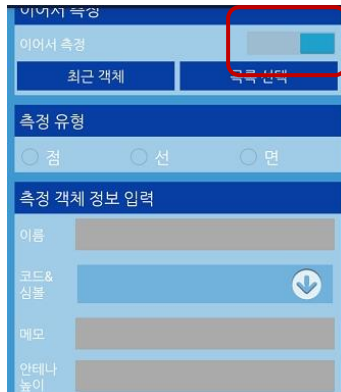 이어서 측정
이어서 측정
최근 객체 목록 선택
측정 유형
점 선 면
측정 객체 정보 입력
이름
코드&
심볼
메모
안테나
높이